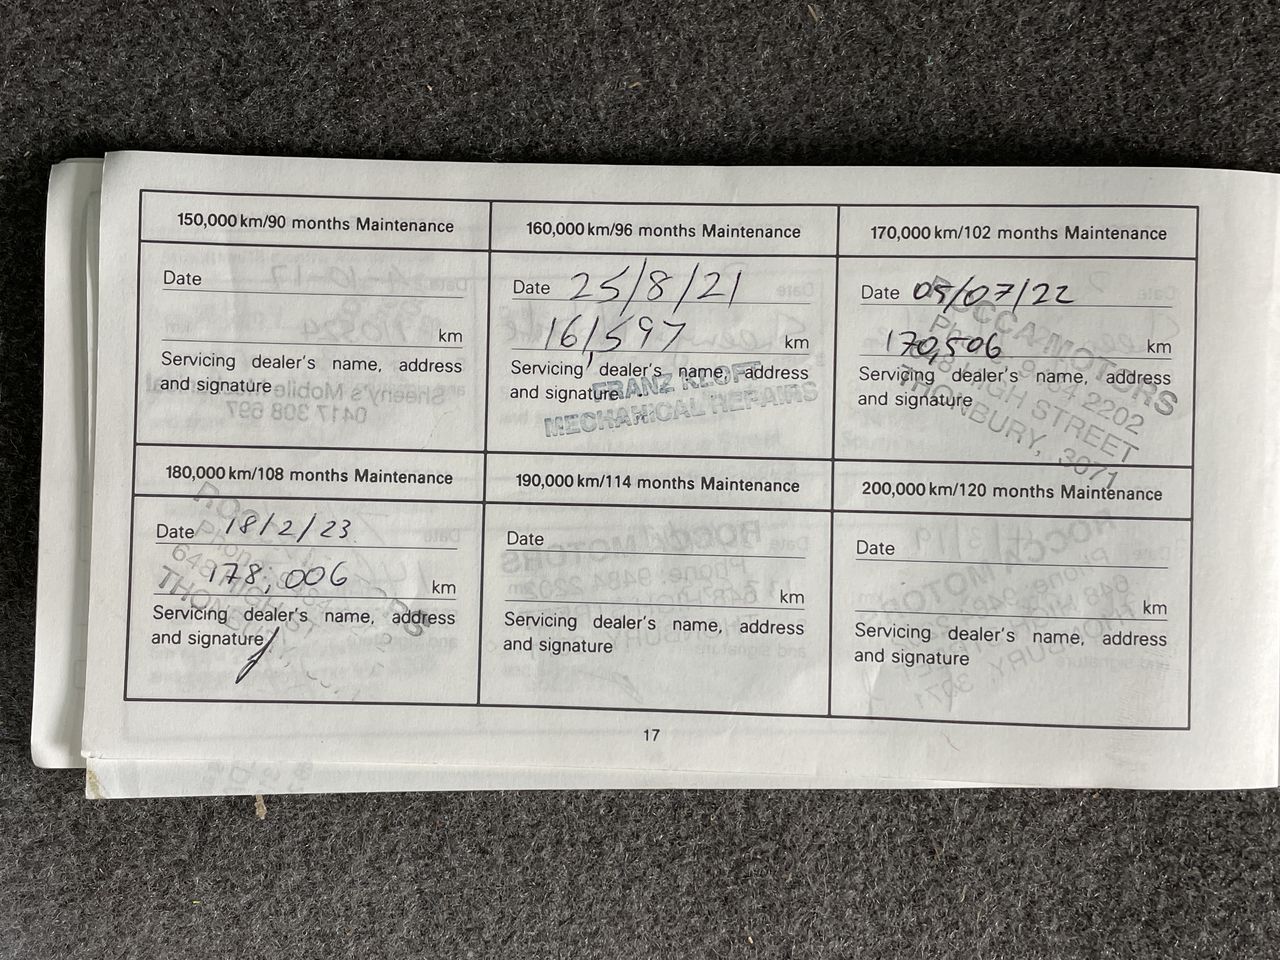 150,000 km/90 months Maintenance
Date
km
Servicing dealer's name, address
and signature
160,000 km/96 months Maintenance
Date 25/8/21
161,597 km
Servicing dealer's name, address
and signature
FRANZ
MECHANICAL REPAIRS
170,000 km/102 months Maintenance
Date 05/07/22
170,506 km
Servicing dealer's name, address
and signature
ROCCA MOTORS
2202
HIGH STREET
THORNBURY, 3071
180,000 km/108 months Maintenance
Date 18/2/23
178,006 km
Servicing dealer's name, address
and signature
190,000 km/114 months Maintenance
Date
km
Servicing dealer's name, address
and signature
200,000 km/120 months Maintenance
Date
km
Servicing dealer's name, address
and signature
17